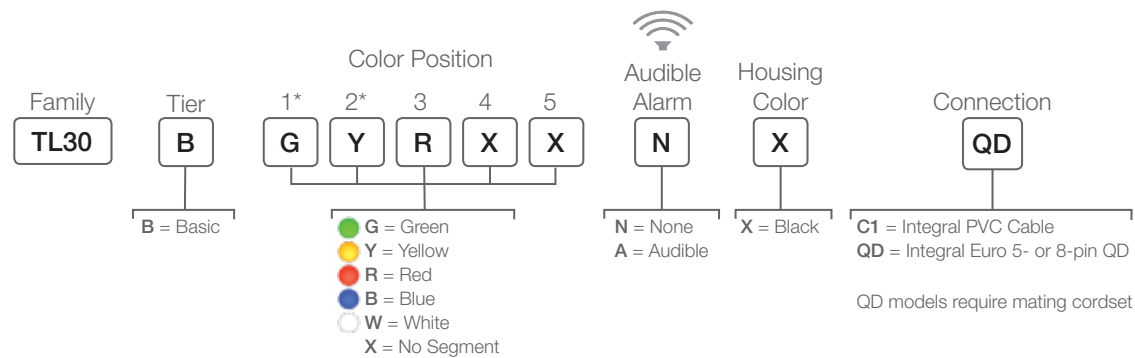 Color Position
Audible Alarm
Housing Color
Family
Tier
1*
2*
3
4
5
Connection
TL30
B
G
Y
R
X
X
N
X
QD
B = Basic
G = Green
Y = Yellow
R = Red
B = Blue
W = White
X = No Segment
N = None
A = Audible
X = Black
C1 = Integral PVC Cable
QD = Integral Euro 5- or 8-pin QD
QD models require mating cordset